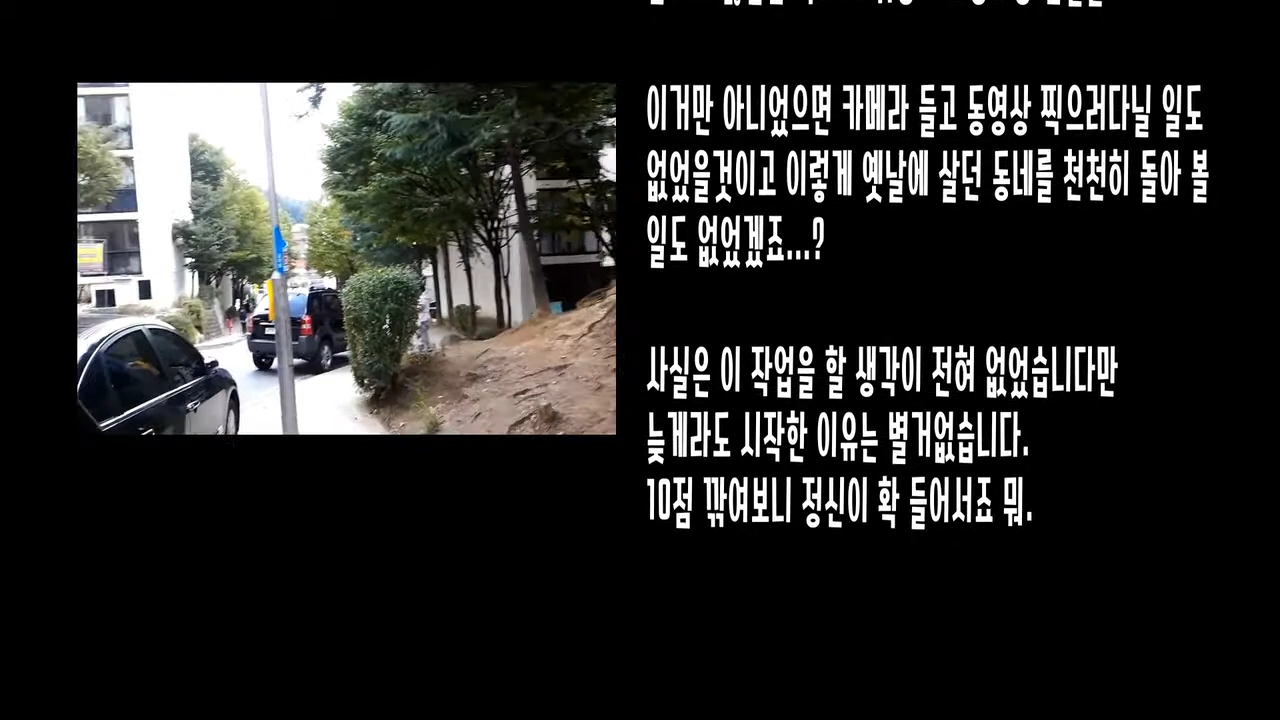 이거만 아니었으면 카메라 들고 동영상 찍으러다닐 일도
없었을것이고 이렇게 옛날에 살던 동네를 천천히 돌아 볼
일도 없었겠죠...?
사실은 이 작업을 할 생각이 전혀 없었습니다만
늦게라도 시작한 이유는 별거없습니다.
10점 깎여보니 정신이 확 들어서죠 뭐.